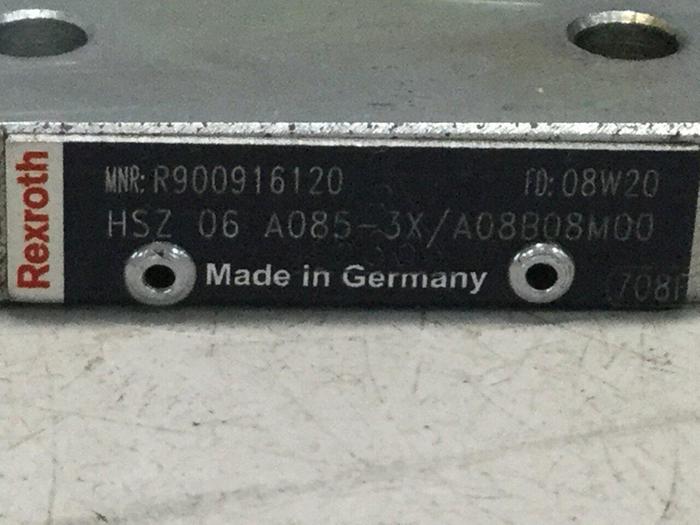 Rexroth
MNR: R900916120 FD: 08W20
HSZ 06 A085-3X/A08B08M00
Made in Germany